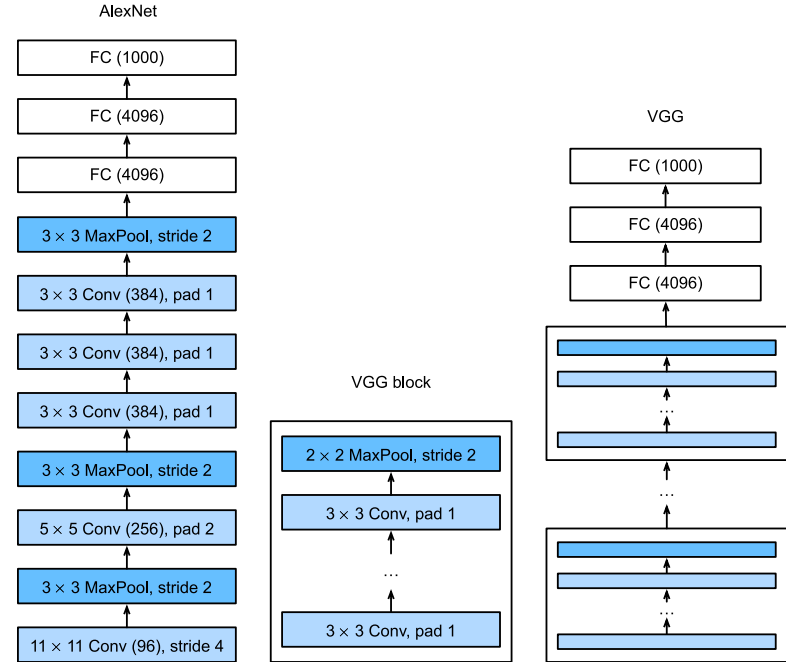 AlexNet
FC (1000)
FC (4096)
FC (4096)
3 × 3 MaxPool, stride 2
3 × 3 Conv (384), pad 1
3 × 3 Conv (384), pad 1
3 × 3 Conv (384), pad 1
3 × 3 MaxPool, stride 2
5 × 5 Conv (256), pad 2
3 × 3 MaxPool, stride 2
11 × 11 Conv (96), stride 4
VGG block
2 × 2 MaxPool, stride 2
3 × 3 Conv, pad 1
...
3 × 3 Conv, pad 1
VGG
FC (1000)
FC (4096)
FC (4096)
...
...
...